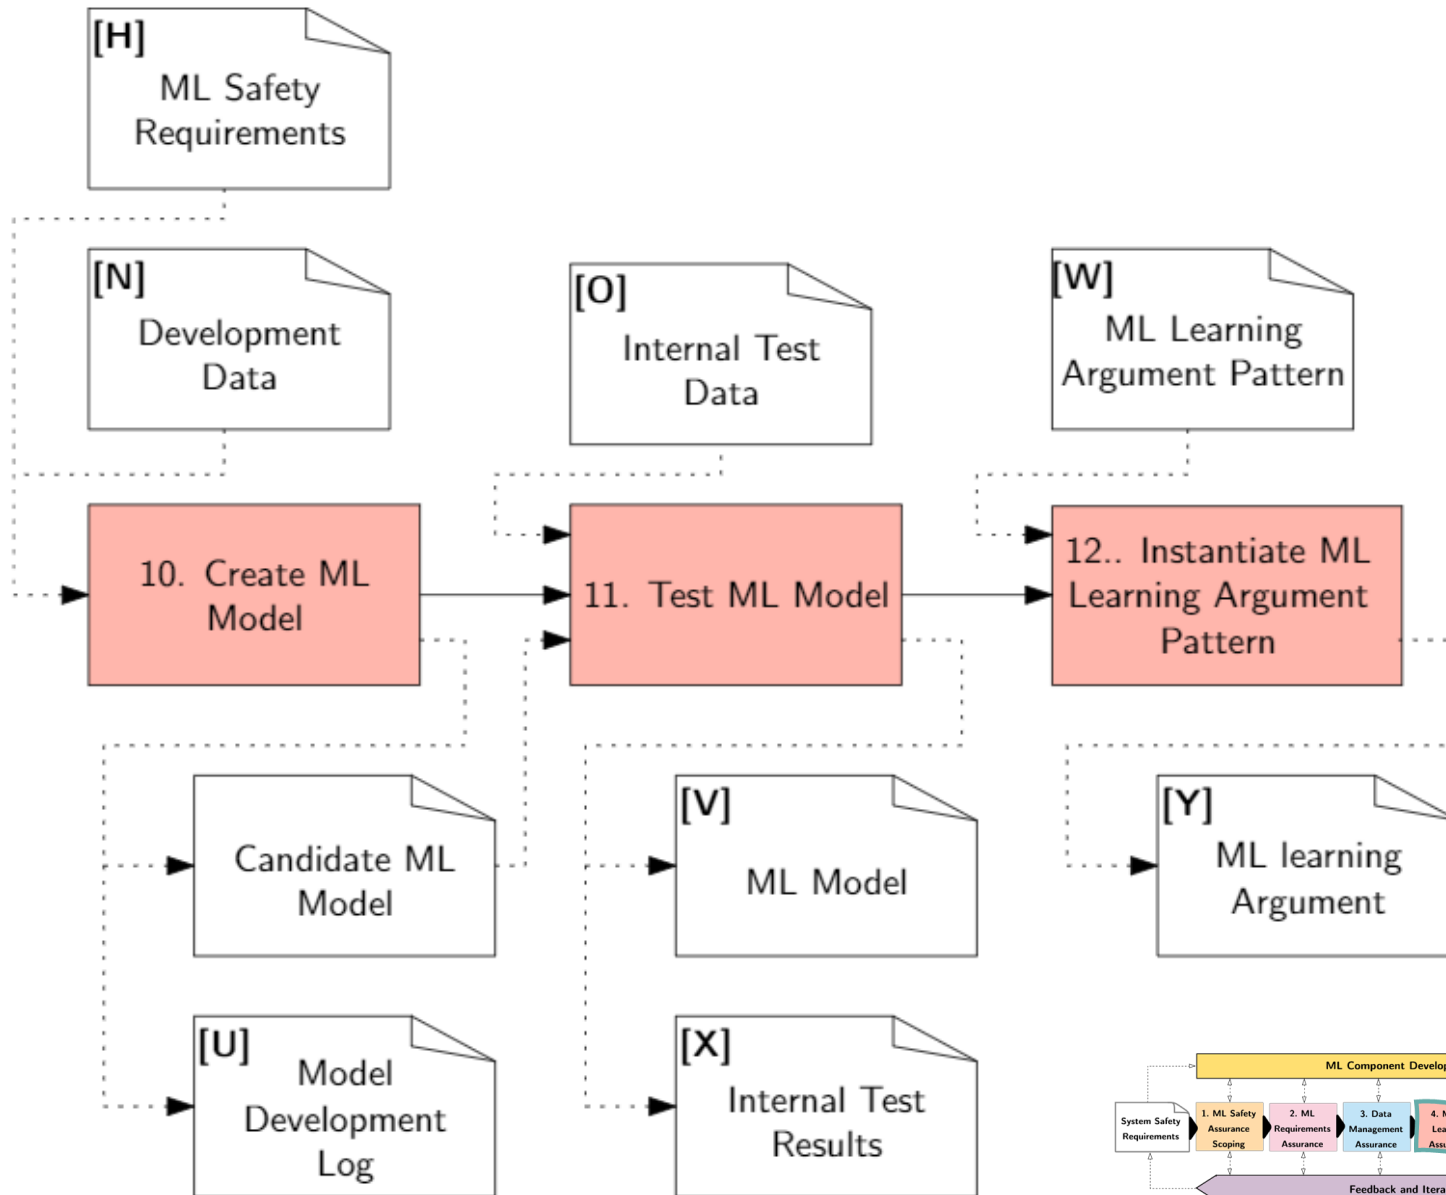 [H]
ML Safety
Requirements
[N]
Development
Data
[O]
Internal Test
Data
[W]
ML Learning
Argument Pattern
10. Create ML
Model
11. Test ML Model
12.. Instantiate ML
Learning Argument
Pattern
Candidate ML
Model
[V]
ML Model
[Y]
ML learning
Argument
[U]
Model
Development
Log
[X]
Internal Test
Results
ML Component
System Safety
Requirements
1. ML Safety
Assurance
Scoping
2. ML
Requirements
Assurance
3. Data
Management
Assurance
4.
Feedback and